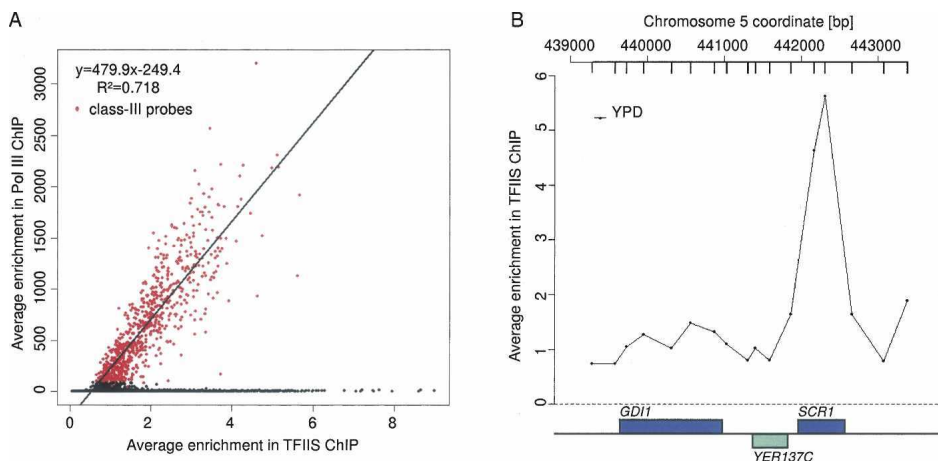 A
y=479.9x-249.4
R²=0.718
class-III probes
Average enrichment in Pol III ChIP
0 500 1000 1500 2000 2500 3000
0 2 4 6 8
Average enrichment in TFIIS ChIP
B
Chromosome 5 coordinate [bp]
439000 440000 441000 442000 443000
YPD
Average enrichment in TFIIS ChIP
0 1 2 3 4 5 6
GDI1
SCR1
YER137C